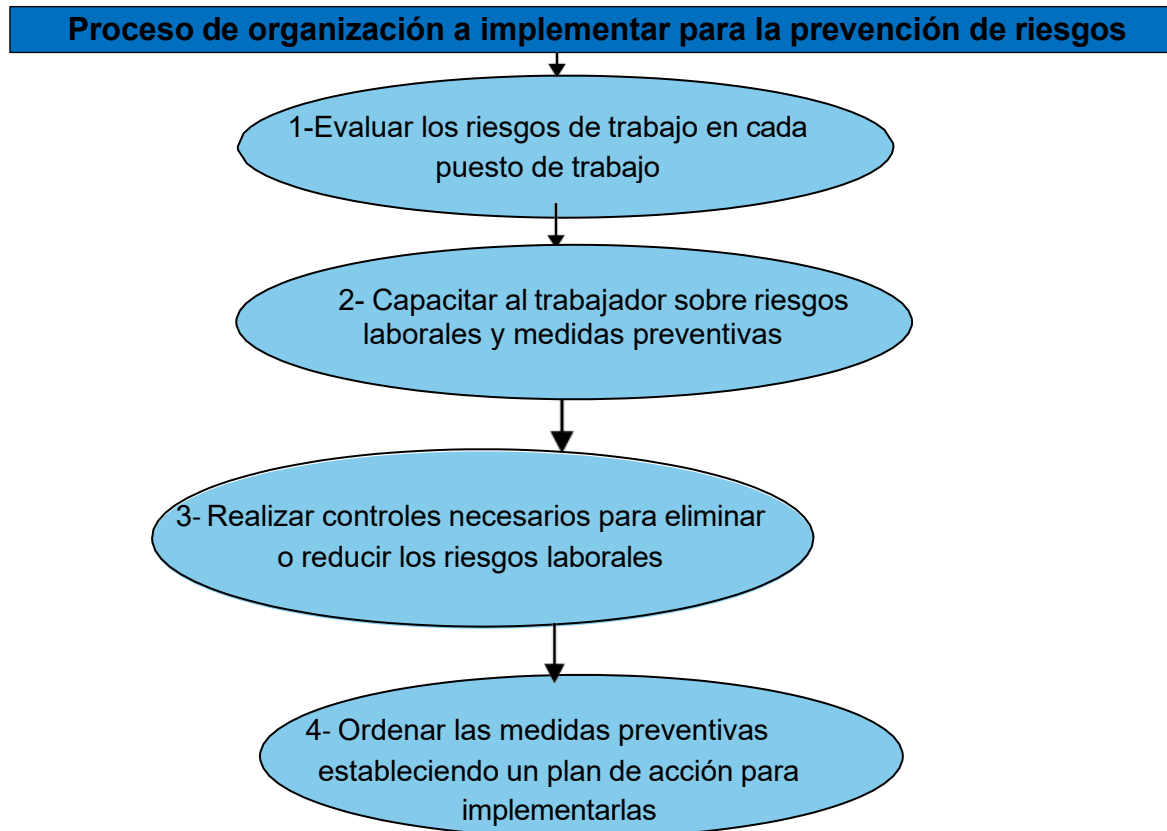 Proceso de organización a implementar para la prevención de riesgos
1-Evaluar los riesgos de trabajo en cada
puesto de trabajo
2- Capacitar al trabajador sobre riesgos
laborales y medidas preventivas
3- Realizar controles necesarios para eliminar
o reducir los riesgos laborales
4- Ordenar las medidas preventivas
estableciendo un plan de acción para
implementarlas